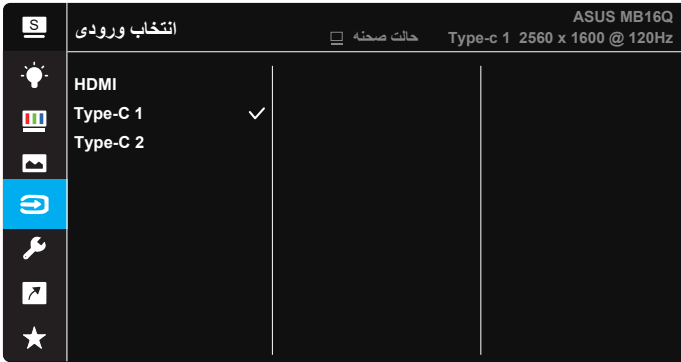 S
انتخاب ورودی
ASUS MB16Q
حالت صحنه Type-c 1 2560 x 1600 @ 120Hz
HDMI
Type-C 1
Type-C 2